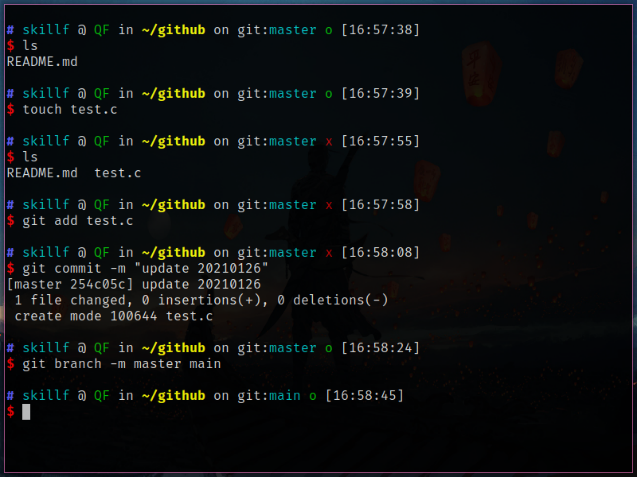 # skillf @ QF in ~/github on git:master o [16:57:38]
$ ls
README.md
# skillf @ QF in ~/github on git:master o [16:57:39]
$ touch test.c
# skillf @ QF in ~/github on git:master x [16:57:55]
$ ls
README.md  test.c
# skillf @ QF in ~/github on git:master x [16:57:58]
$ git add test.c
# skillf @ QF in ~/github on git:master x [16:58:08]
$ git commit -m "update 20210126"
[master 254c05c] update 20210126
 1 file changed, 0 insertions(+), 0 deletions(-)
 create mode 100644 test.c
# skillf @ QF in ~/github on git:master o [16:58:24]
$ git branch -m master main
# skillf @ QF in ~/github on git:main o [16:58:45]
$